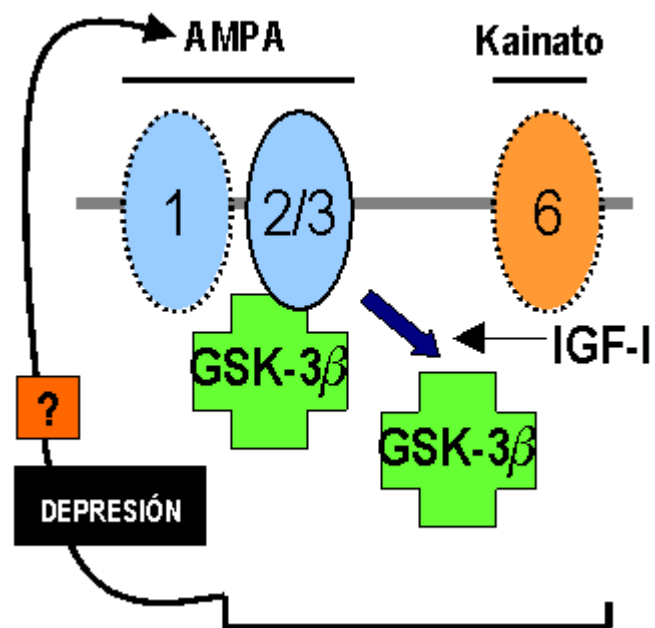 AMPA
Kainato
1
2/3
6
GSK-3β
IGF-I
GSK-3β
?
DEPRESIÓN